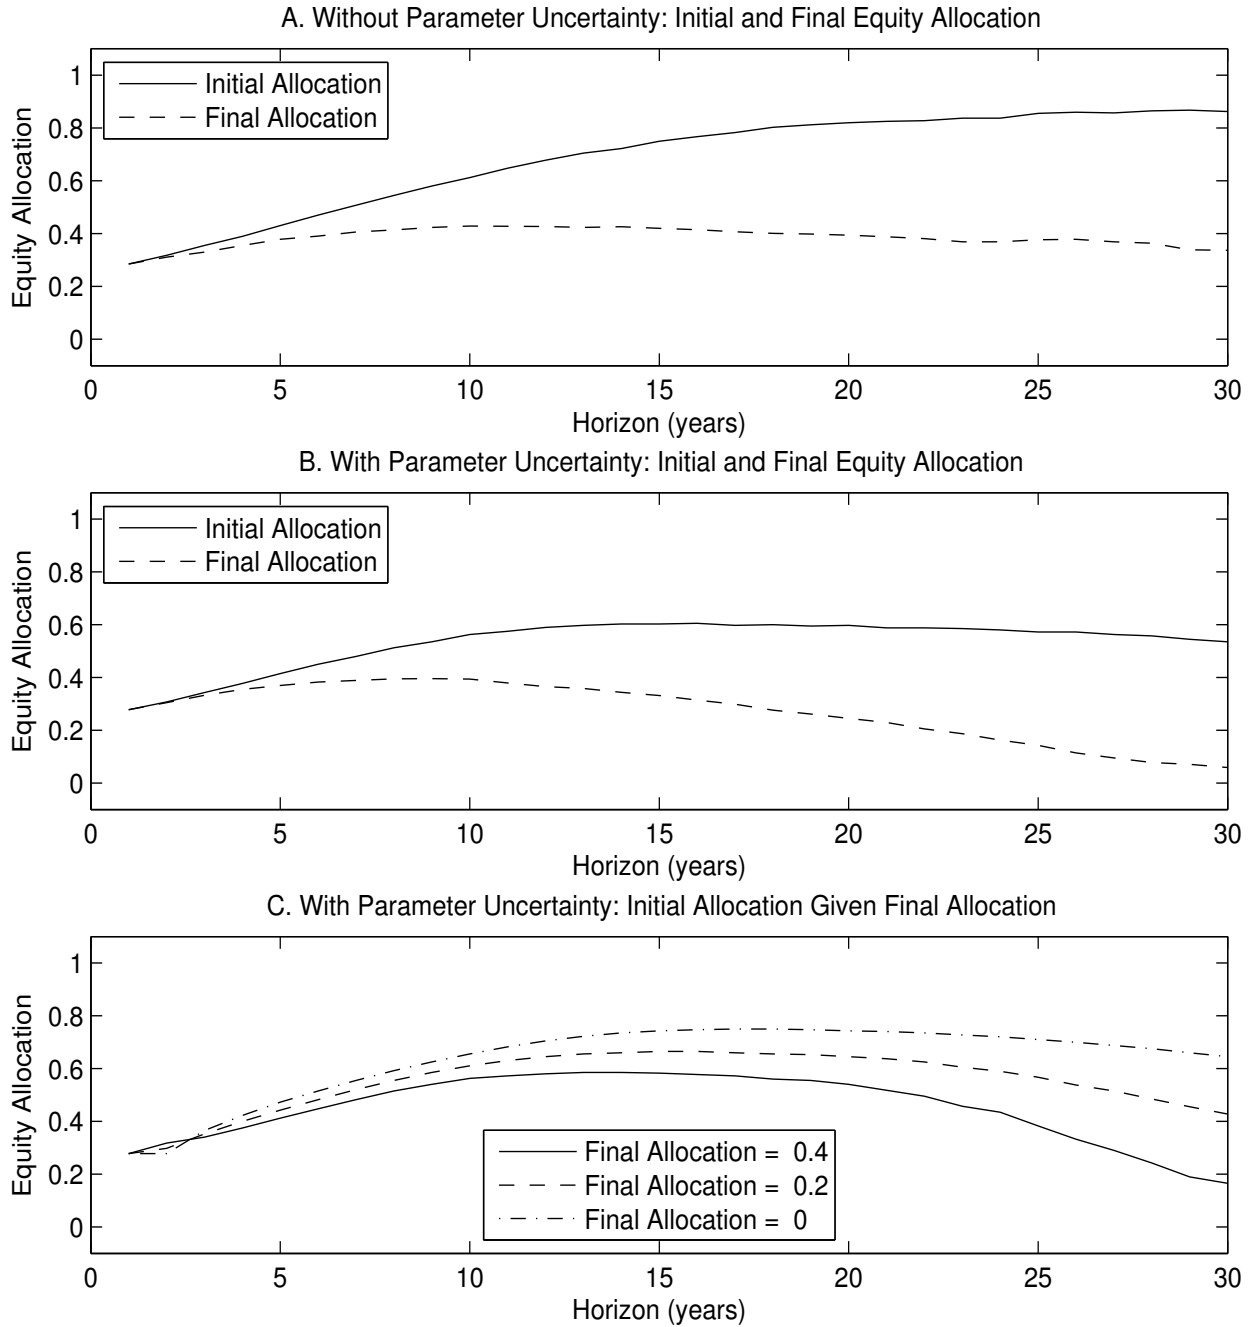 A. Without Parameter Uncertainty: Initial and Final Equity Allocation
1
0.8
0.6
0.4
0.2
0
Equity Allocation
Initial Allocation
Final Allocation
0 5 10 15 20 25 30
Horizon (years)
B. With Parameter Uncertainty: Initial and Final Equity Allocation
1
0.8
0.6
0.4
0.2
0
Equity Allocation
Initial Allocation
Final Allocation
0 5 10 15 20 25 30
Horizon (years)
C. With Parameter Uncertainty: Initial Allocation Given Final Allocation
1
0.8
0.6
0.4
0.2
0
Equity Allocation
Final Allocation = 0.4
Final Allocation = 0.2
Final Allocation = 0
0 5 10 15 20 25 30
Horizon (years)